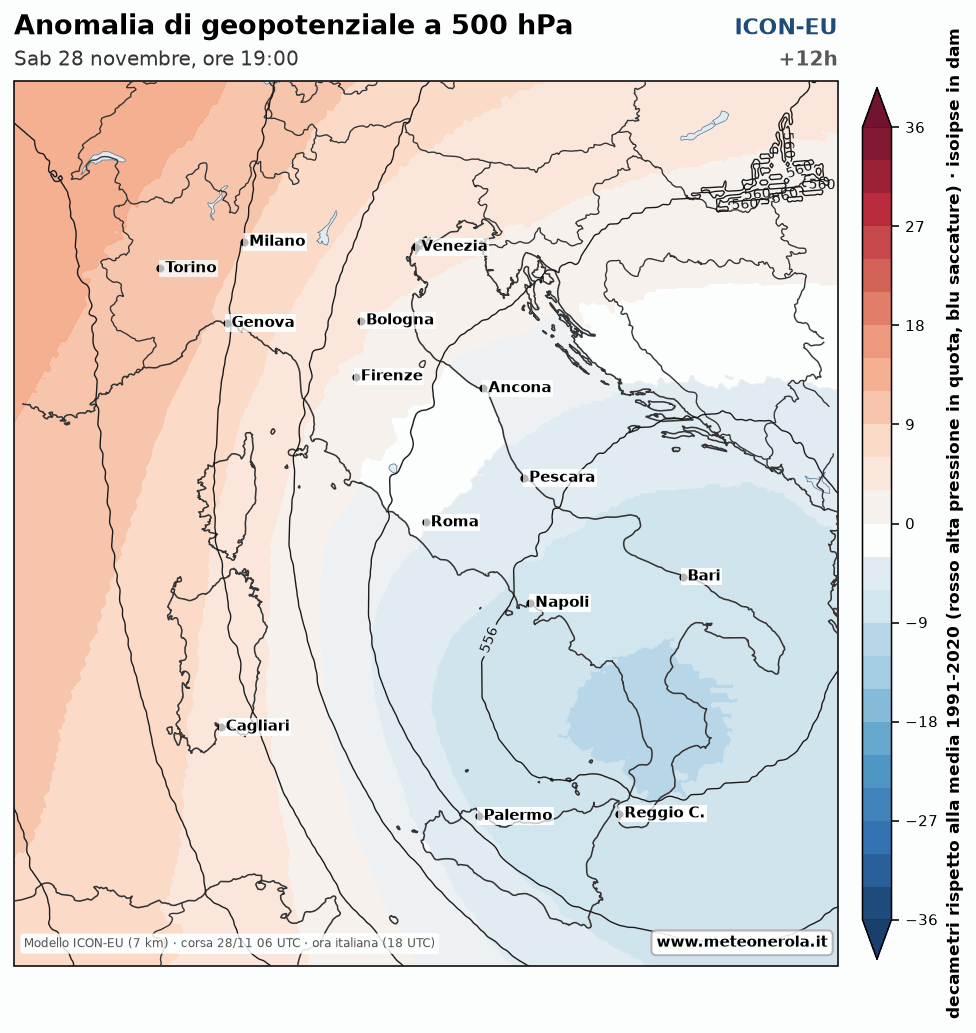 Anomalia di geopotenziale a 500 hPa
ICON-EU
Sab 28 novembre, ore 19:00
+12h
560
560
560
Milano
Venezia
Torino
Genova
Bologna
Firenze
Ancona
Pescara
Roma
Bari
Napoli
556
Cagliari
Palermo
Reggio C.
Modello ICON-EU (7 km) · corsa 28/11 06 UTC · ora italiana (18 UTC)
www.meteonerola.it
36
27
18
9
0
−9
−18
−27
−36
decametri rispetto alla media 1991-2020 (rosso alta pressione in quota, blu saccature) · isoipse in dam